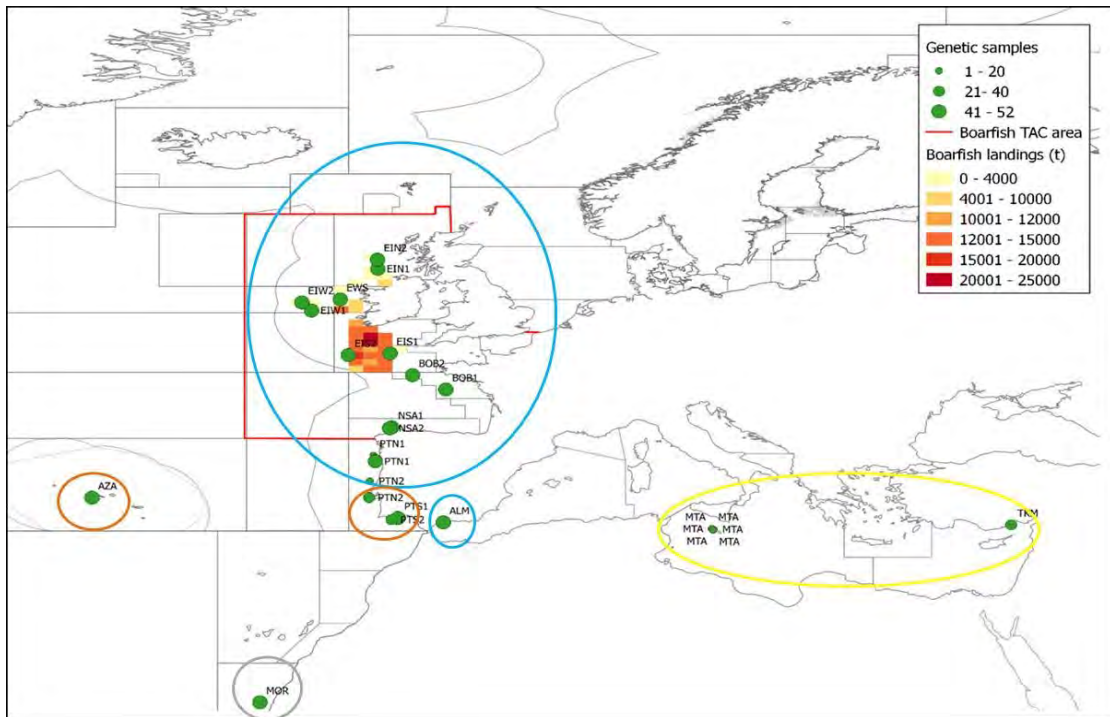 Genetic samples
1 - 20
21- 40
41 - 52
Boarfish TAC area
Boarfish landings (t)
0 - 4000
4001 - 10000
10001 - 12000
12001 - 15000
15001 - 20000
20001 - 25000
EIN2
EIN1
EIW2
EWS
EIW1
EIS2
EIS1
BOB2
BOB1
NSA1
NSA2
PTN1
PTN1
PTN2
PTN2
PTS1
PTS2
ALM
AZA
MTA MTA
MTA MTA
MTA MTA
TKM
MOR